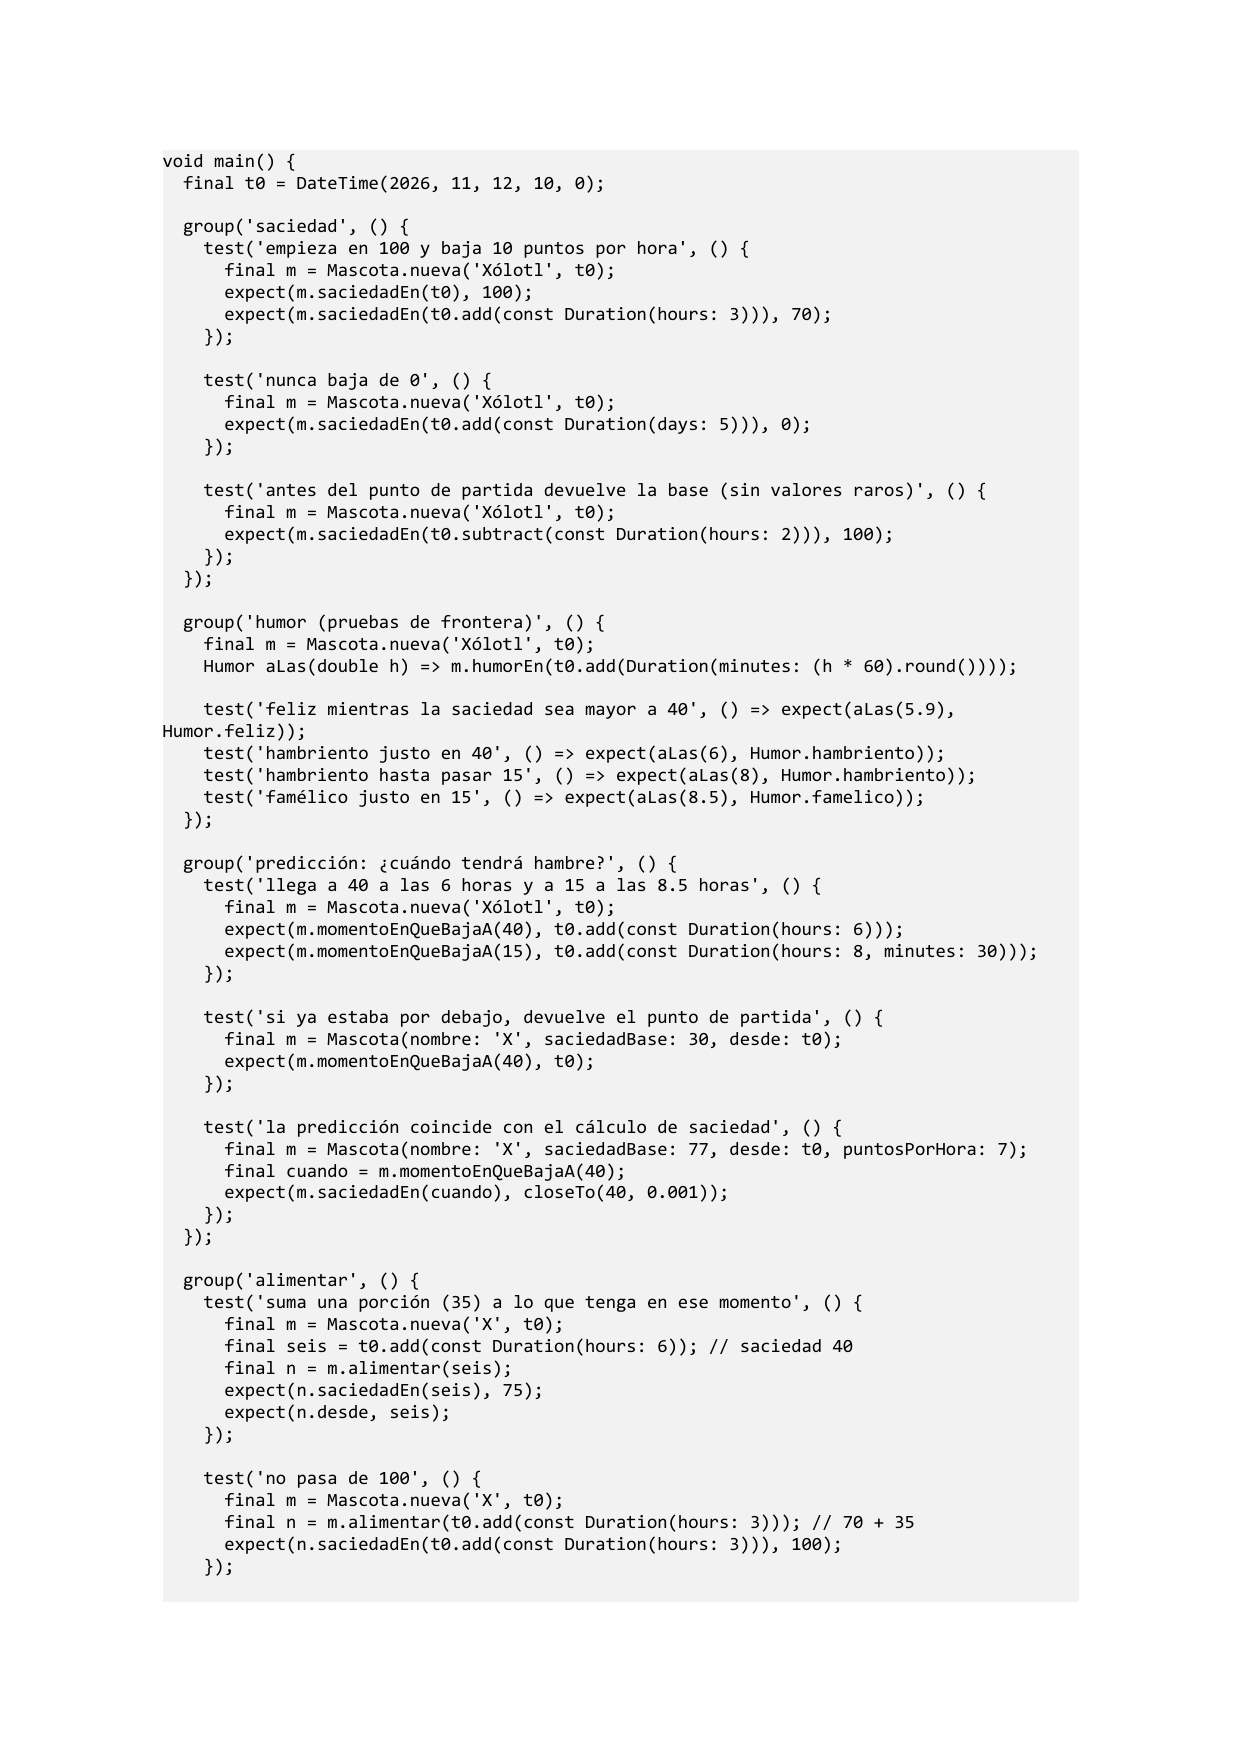 void main() {
  final t0 = DateTime(2026, 11, 12, 10, 0);

  group('saciedad', () {
    test('empieza en 100 y baja 10 puntos por hora', () {
      final m = Mascota.nueva('Xólotl', t0);
      expect(m.saciedadEn(t0), 100);
      expect(m.saciedadEn(t0.add(const Duration(hours: 3))), 70);
    });

    test('nunca baja de 0', () {
      final m = Mascota.nueva('Xólotl', t0);
      expect(m.saciedadEn(t0.add(const Duration(days: 5))), 0);
    });

    test('antes del punto de partida devuelve la base (sin valores raros)', () {
      final m = Mascota.nueva('Xólotl', t0);
      expect(m.saciedadEn(t0.subtract(const Duration(hours: 2))), 100);
    });
  });

  group('humor (pruebas de frontera)', () {
    final m = Mascota.nueva('Xólotl', t0);
    Humor aLas(double h) => m.humorEn(t0.add(Duration(minutes: (h * 60).round())));

    test('feliz mientras la saciedad sea mayor a 40', () => expect(aLas(5.9),
Humor.feliz));
    test('hambriento justo en 40', () => expect(aLas(6), Humor.hambriento));
    test('hambriento hasta pasar 15', () => expect(aLas(8), Humor.hambriento));
    test('famélico justo en 15', () => expect(aLas(8.5), Humor.famelico));
  });

  group('predicción: ¿cuándo tendrá hambre?', () {
    test('llega a 40 a las 6 horas y a 15 a las 8.5 horas', () {
      final m = Mascota.nueva('Xólotl', t0);
      expect(m.momentoEnQueBajaA(40), t0.add(const Duration(hours: 6)));
      expect(m.momentoEnQueBajaA(15), t0.add(const Duration(hours: 8, minutes: 30)));
    });

    test('si ya estaba por debajo, devuelve el punto de partida', () {
      final m = Mascota(nombre: 'X', saciedadBase: 30, desde: t0);
      expect(m.momentoEnQueBajaA(40), t0);
    });

    test('la predicción coincide con el cálculo de saciedad', () {
      final m = Mascota(nombre: 'X', saciedadBase: 77, desde: t0, puntosPorHora: 7);
      final cuando = m.momentoEnQueBajaA(40);
      expect(m.saciedadEn(cuando), closeTo(40, 0.001));
    });
  });

  group('alimentar', () {
    test('suma una porción (35) a lo que tenga en ese momento', () {
      final m = Mascota.nueva('X', t0);
      final seis = t0.add(const Duration(hours: 6)); // saciedad 40
      final n = m.alimentar(seis);
      expect(n.saciedadEn(seis), 75);
      expect(n.desde, seis);
    });

    test('no pasa de 100', () {
      final m = Mascota.nueva('X', t0);
      final n = m.alimentar(t0.add(const Duration(hours: 3))); // 70 + 35
      expect(n.saciedadEn(t0.add(const Duration(hours: 3))), 100);
    });